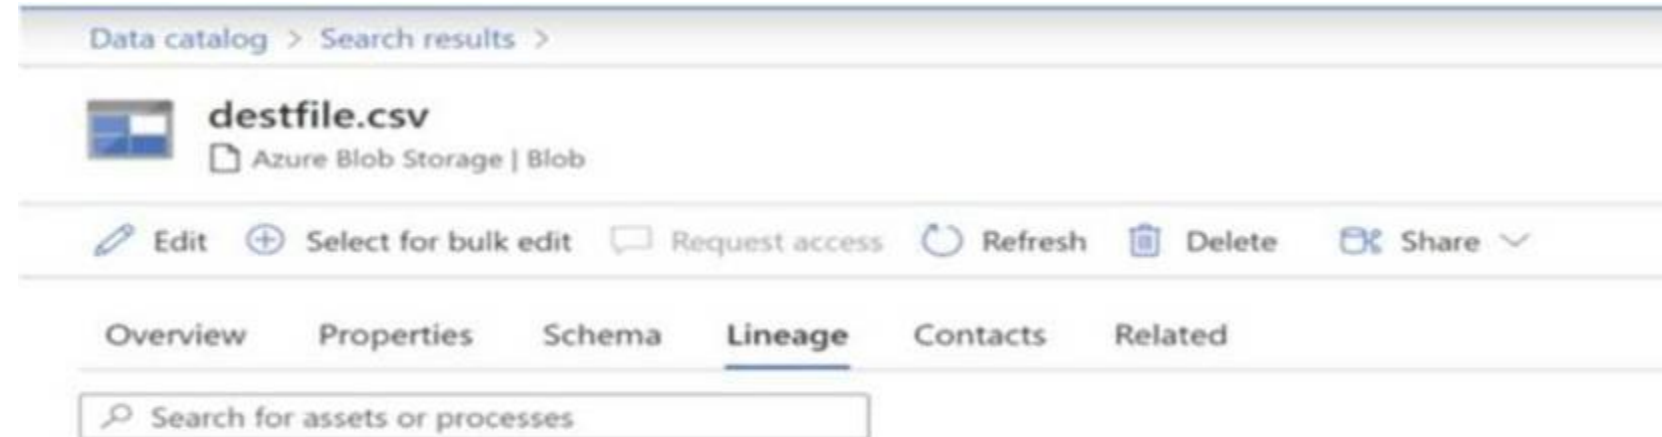 Data catalog > Search results >
destfile.csv
Azure Blob Storage | Blob
Edit Select for bulk edit Request access Refresh Delete Share
Overview Properties Schema Lineage Contacts Related
Search for assets or processes